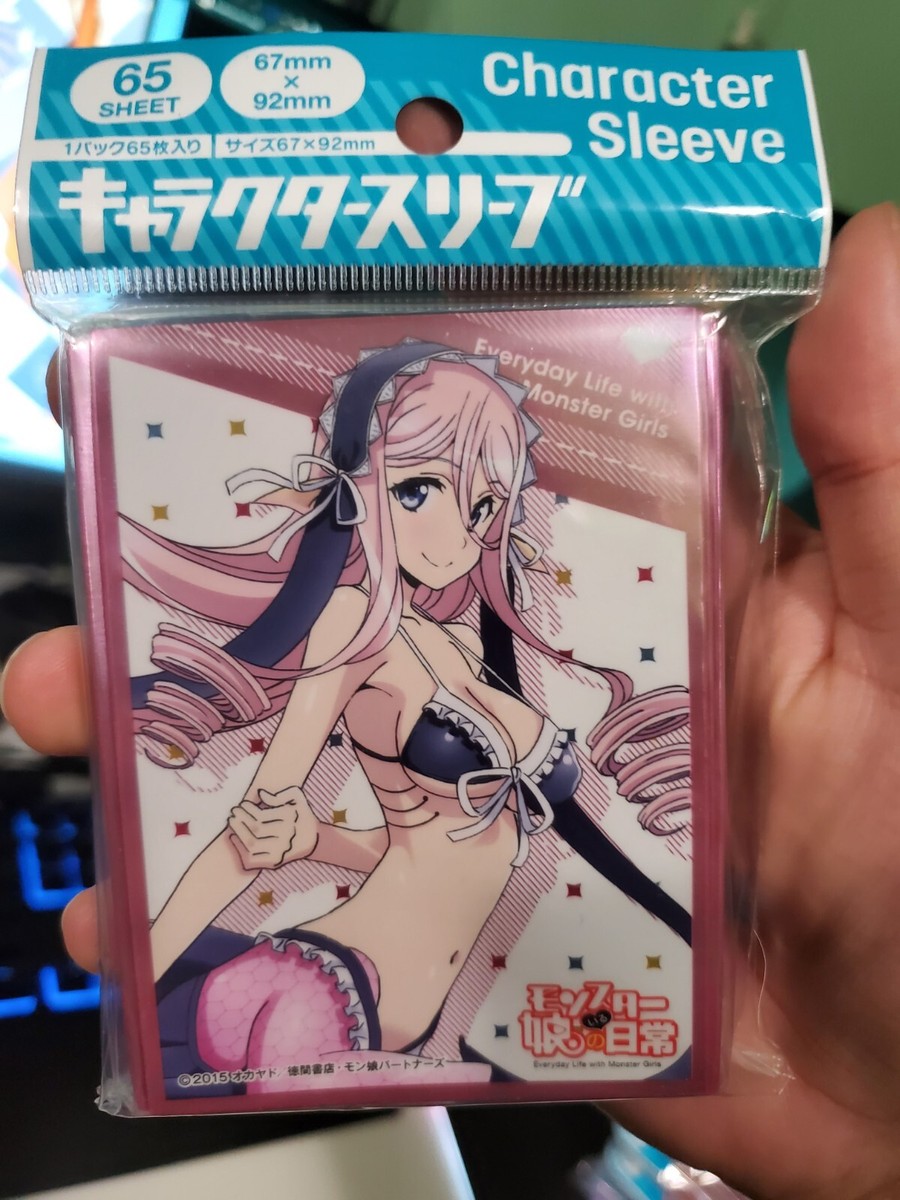 65
SHEET
67mm
×
92mm
Character
Sleeve
1パック65枚入り
サイズ67×92mm
キャラクタースリーブ
Everyday Life with
Monster Girls
モンスター
娘のいる日常
Everyday Life with Monster Girls
©2015 オカヤド/徳間書店・モン娘パートナーズ